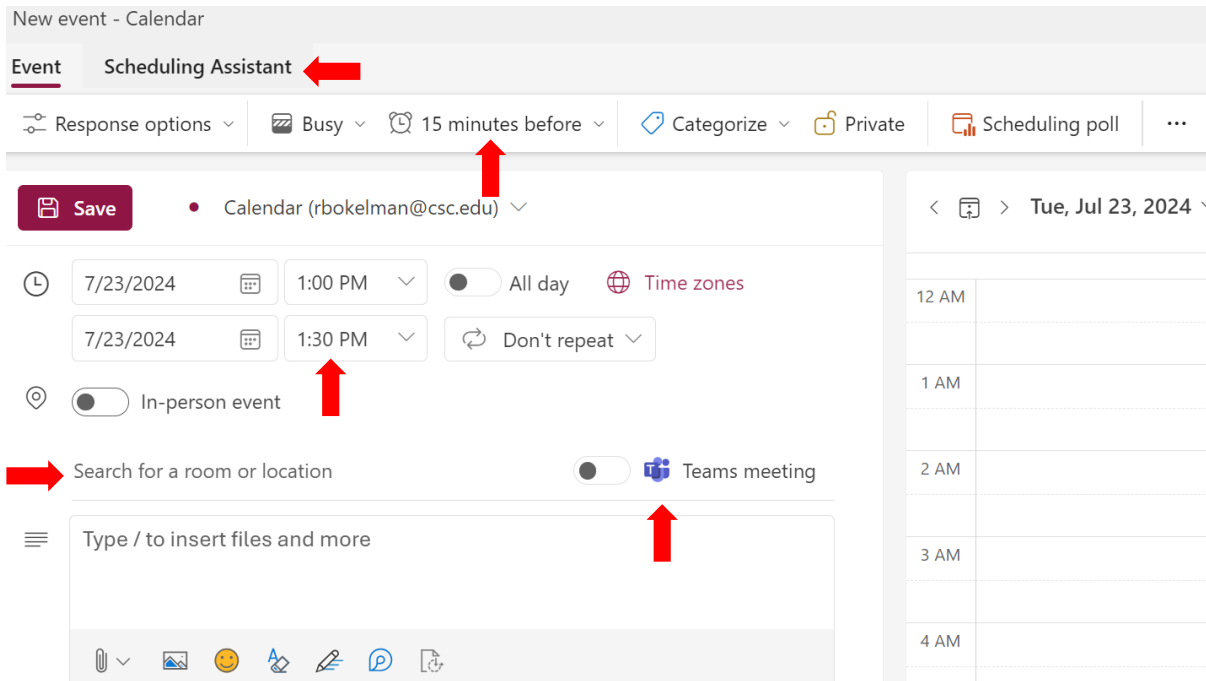 New event - Calendar
Event Scheduling Assistant
Response options Busy 15 minutes before Categorize Private Scheduling poll ...
Save Calendar (rbokelman@csc.edu) Tue, Jul 23, 2024
7/23/2024 1:00 PM All day Time zones
12 AM
7/23/2024 1:30 PM Don't repeat
1 AM
In-person event
2 AM
Search for a room or location Teams meeting
Type / to insert files and more
3 AM
4 AM